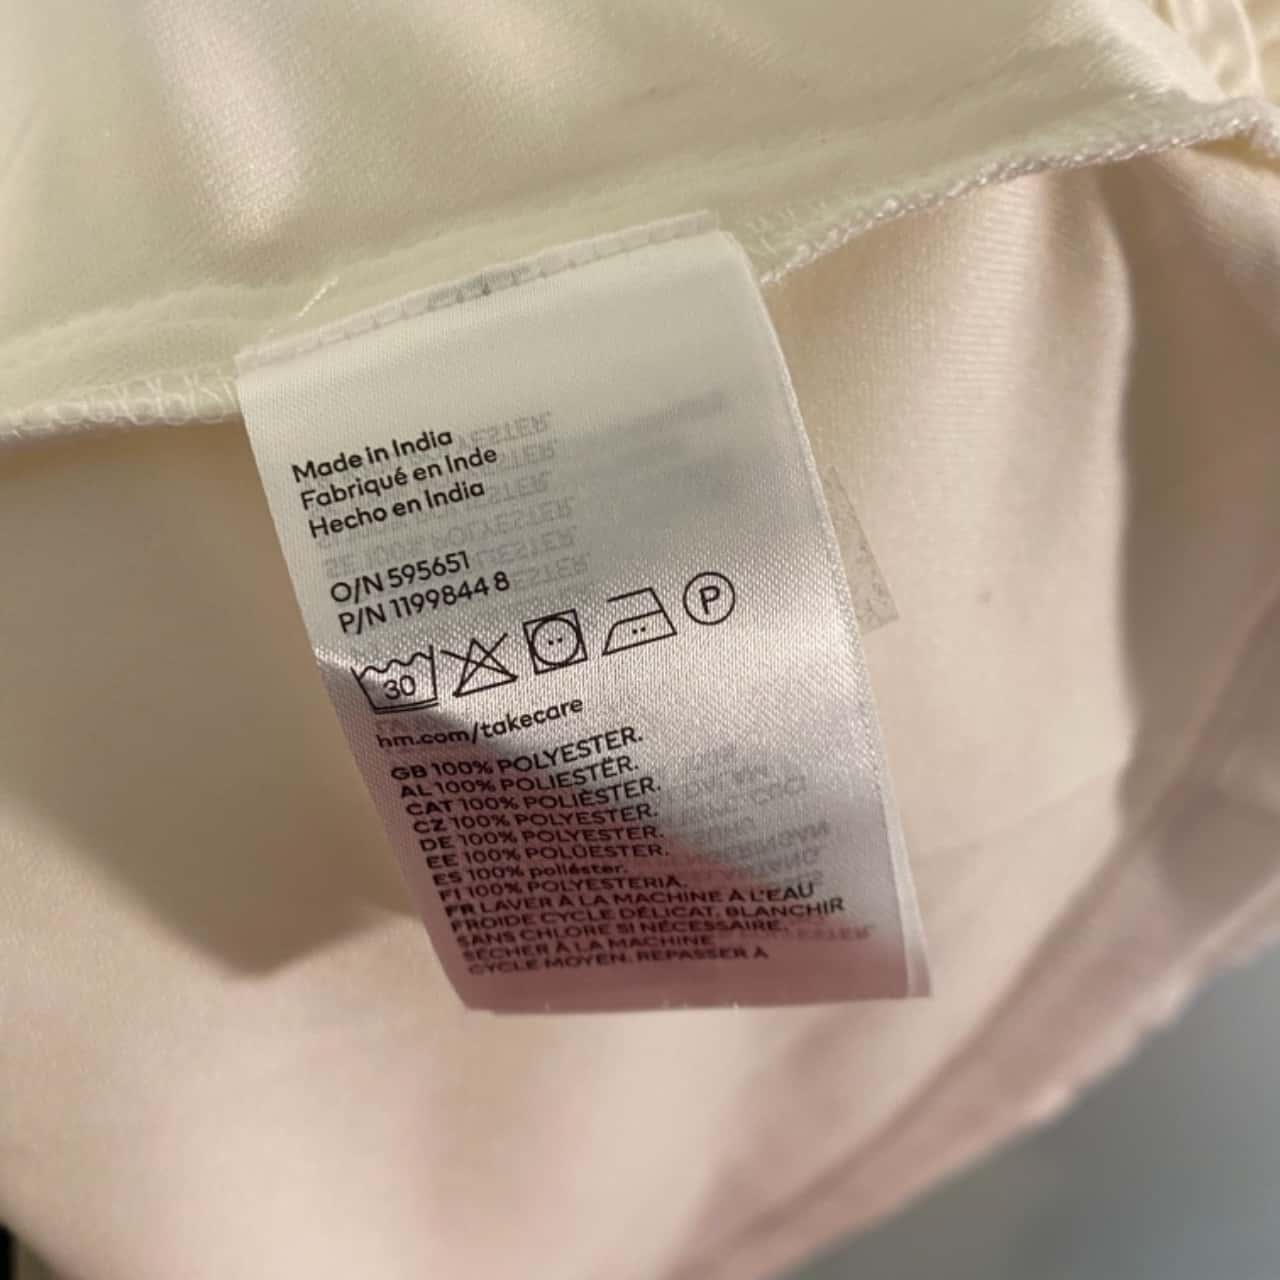 Made in India
Fabriqué en Inde
Hecho en India
O/N 595651
P/N 1199844 8
30
P
hm.com/takecare
GB 100% POLYESTER.
AL 100% POLIESTËR.
CAT 100% POLIÈSTER.
CZ 100% POLYESTER.
DE 100% POLYESTER.
EE 100% POLÜESTER.
ES 100% poliéster.
FI 100% POLYESTERIA.
FR LAVER À LA MACHINE À L'EAU
FROIDE CYCLE DÉLICAT. BLANCHIR
SANS CHLORE SI NÉCESSAIRE.
SÉCHER À LA MACHINE
CYCLE MOYEN. REPASSER À